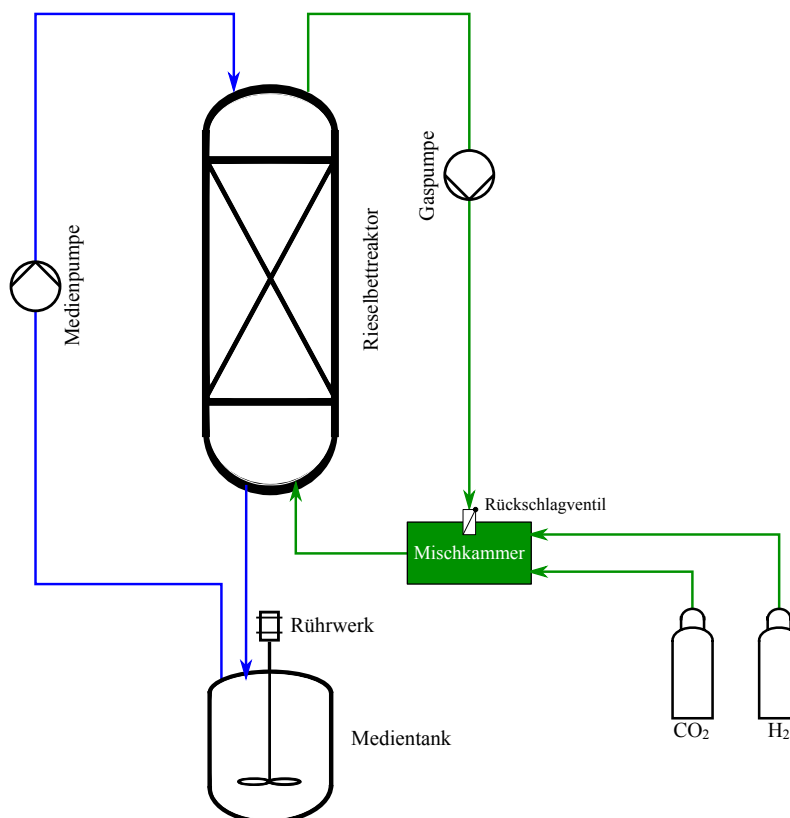 Medienpumpe
Rieselbettreaktor
Gaspumpe
Rückschlagventil
Mischkammer
Rührwerk
Medientank
CO₂
H₂